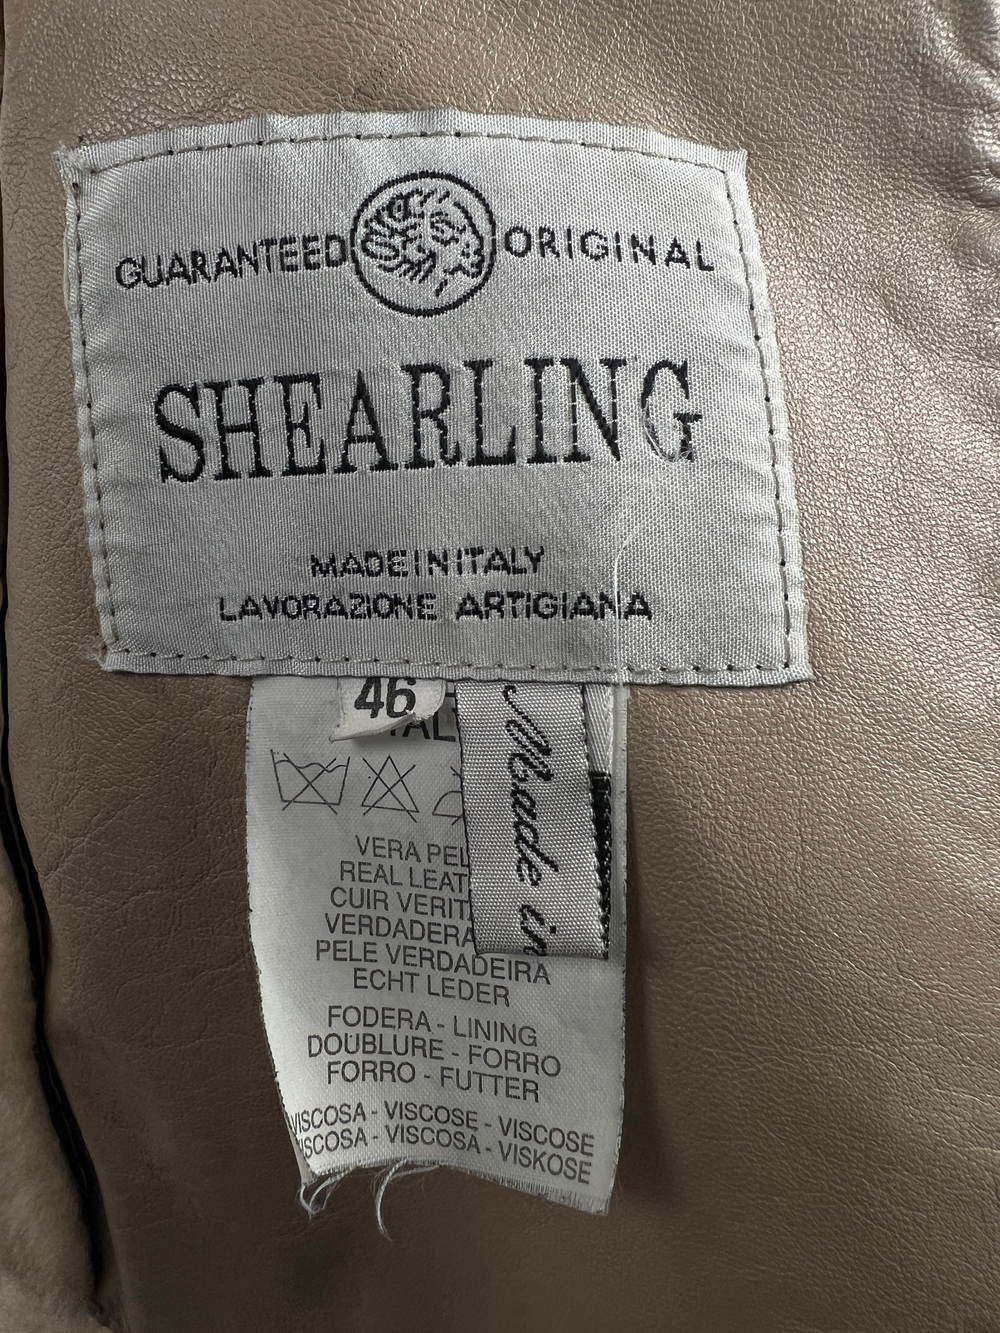 GUARANTEED ORIGINAL
SHEARLING
MADE IN ITALY
LAVORAZIONE ARTIGIANA
46
Made in
VERA PEL
REAL LEAT
CUIR VERIT
VERDADERA
PELE VERDADEIRA
ECHT LEDER
FODERA - LINING
DOUBLURE - FORRO
FORRO - FUTTER
VISCOSA - VISCOSE - VISCOSE
VISCOSA - VISCOSA - VISKOSE